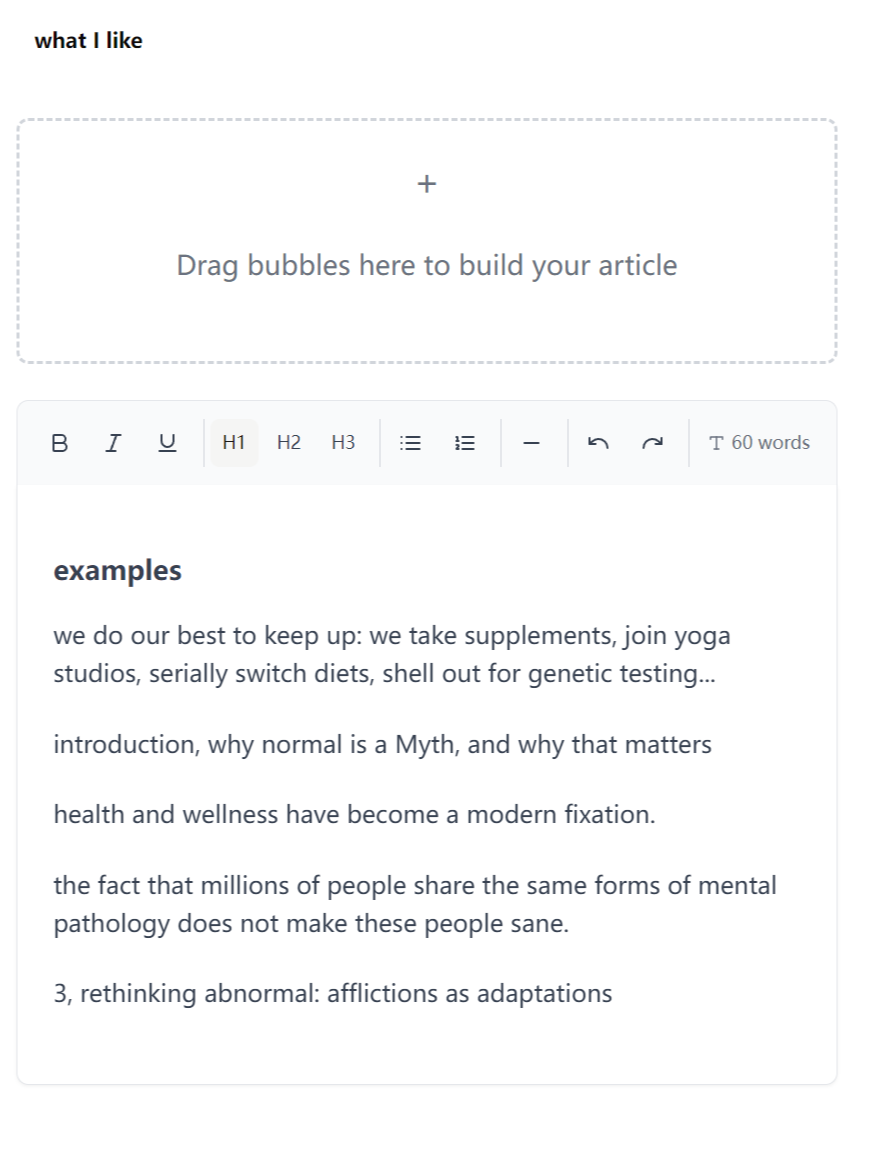 what I like
+
Drag bubbles here to build your article
B I U H1 H2 H3 T 60 words
examples
we do our best to keep up: we take supplements, join yoga
studios, serially switch diets, shell out for genetic testing...
introduction, why normal is a Myth, and why that matters
health and wellness have become a modern fixation.
the fact that millions of people share the same forms of mental
pathology does not make these people sane.
3, rethinking abnormal: afflictions as adaptations